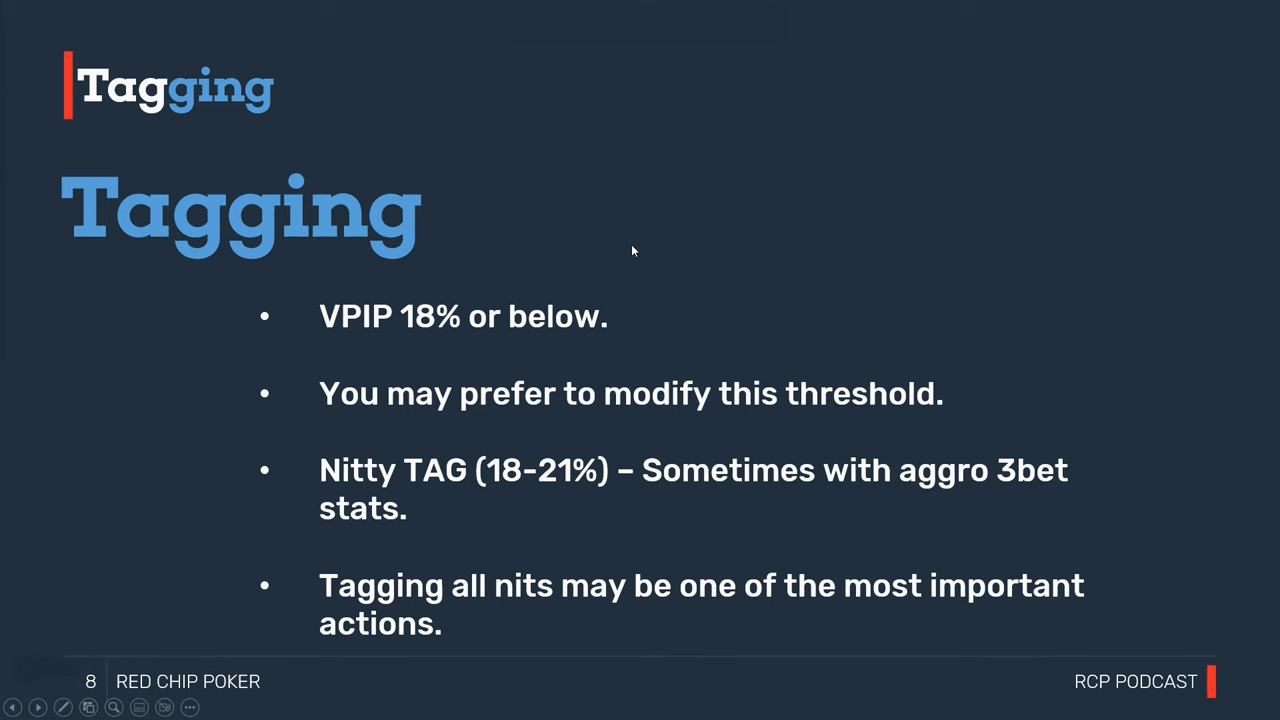 Tagging
Tagging
• VPIP 18% or below.
• You may prefer to modify this threshold.
• Nitty TAG (18-21%) – Sometimes with aggro 3bet
stats.
• Tagging all nits may be one of the most important
actions.
8 RED CHIP POKER
RCP PODCAST